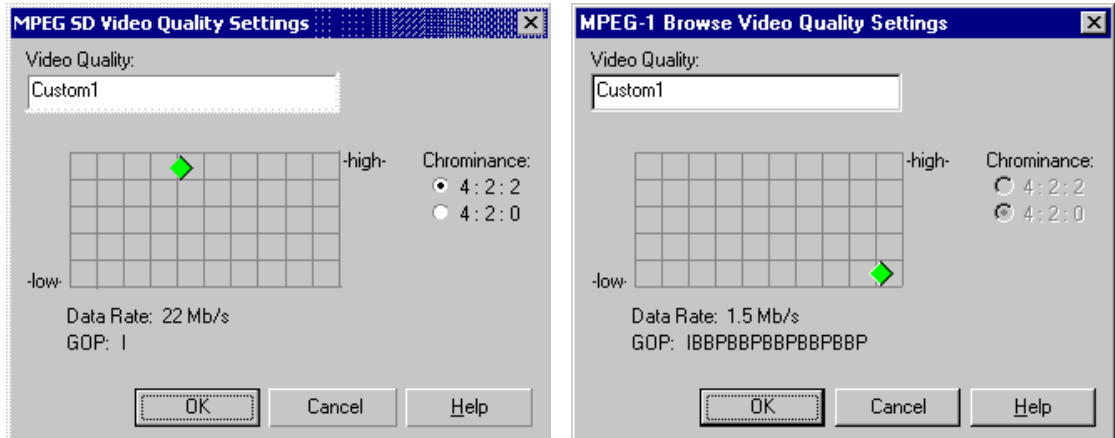 MPEG SD Video Quality Settings
Video Quality:
Custom1
-high-
-low-
Chrominance:
4 : 2 : 2
4 : 2 : 0
Data Rate: 22 Mb/s
GOP: I
OK
Cancel
Help
MPEG-1 Browse Video Quality Settings
Video Quality:
Custom1
-high-
-low-
Chrominance:
4 : 2 : 2
4 : 2 : 0
Data Rate: 1.5 Mb/s
GOP: IBBPBBPBBPBBPBBP
OK
Cancel
Help